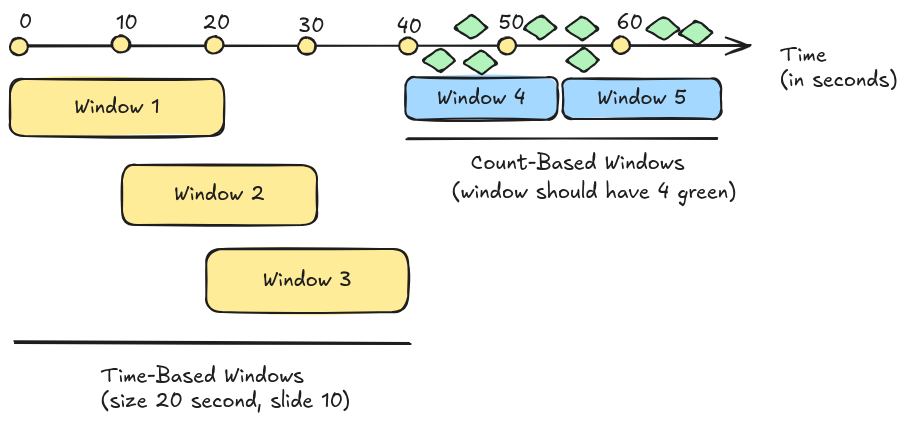 0 10 20 30 40 50 60
Time
(in seconds)
Window 1
Window 4
Window 5
Count-Based Windows
(window should have 4 green)
Window 2
Window 3
Time-Based Windows
(size 20 second, slide 10)